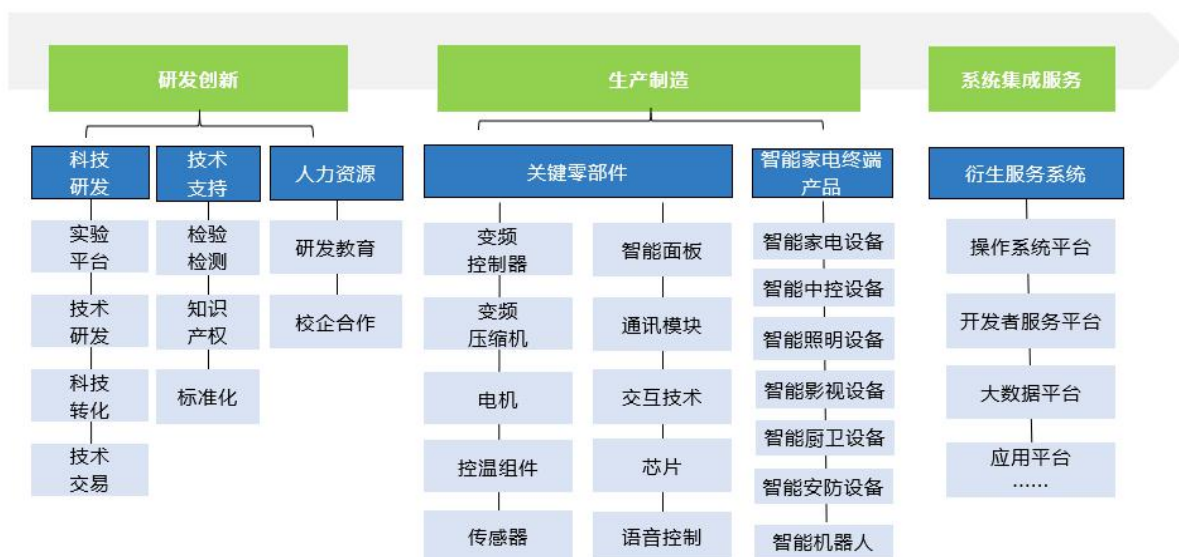 研发创新
生产制造
系统集成服务
科技
研发
技术
支持
人力资源
关键零部件
智能家电终端
产品
衍生服务系统
实验
平台
技术
研发
科技
转化
技术
交易
检验
检测
知识
产权
标准化
研发教育
校企合作
变频
控制器
变频
压缩机
电机
控温组件
传感器
智能面板
通讯模块
交互技术
芯片
语音控制
智能家电设备
智能中控设备
智能照明设备
智能影视设备
智能厨卫设备
智能安防设备
智能机器人
操作系统平台
开发者服务平台
大数据平台
应用平台
……